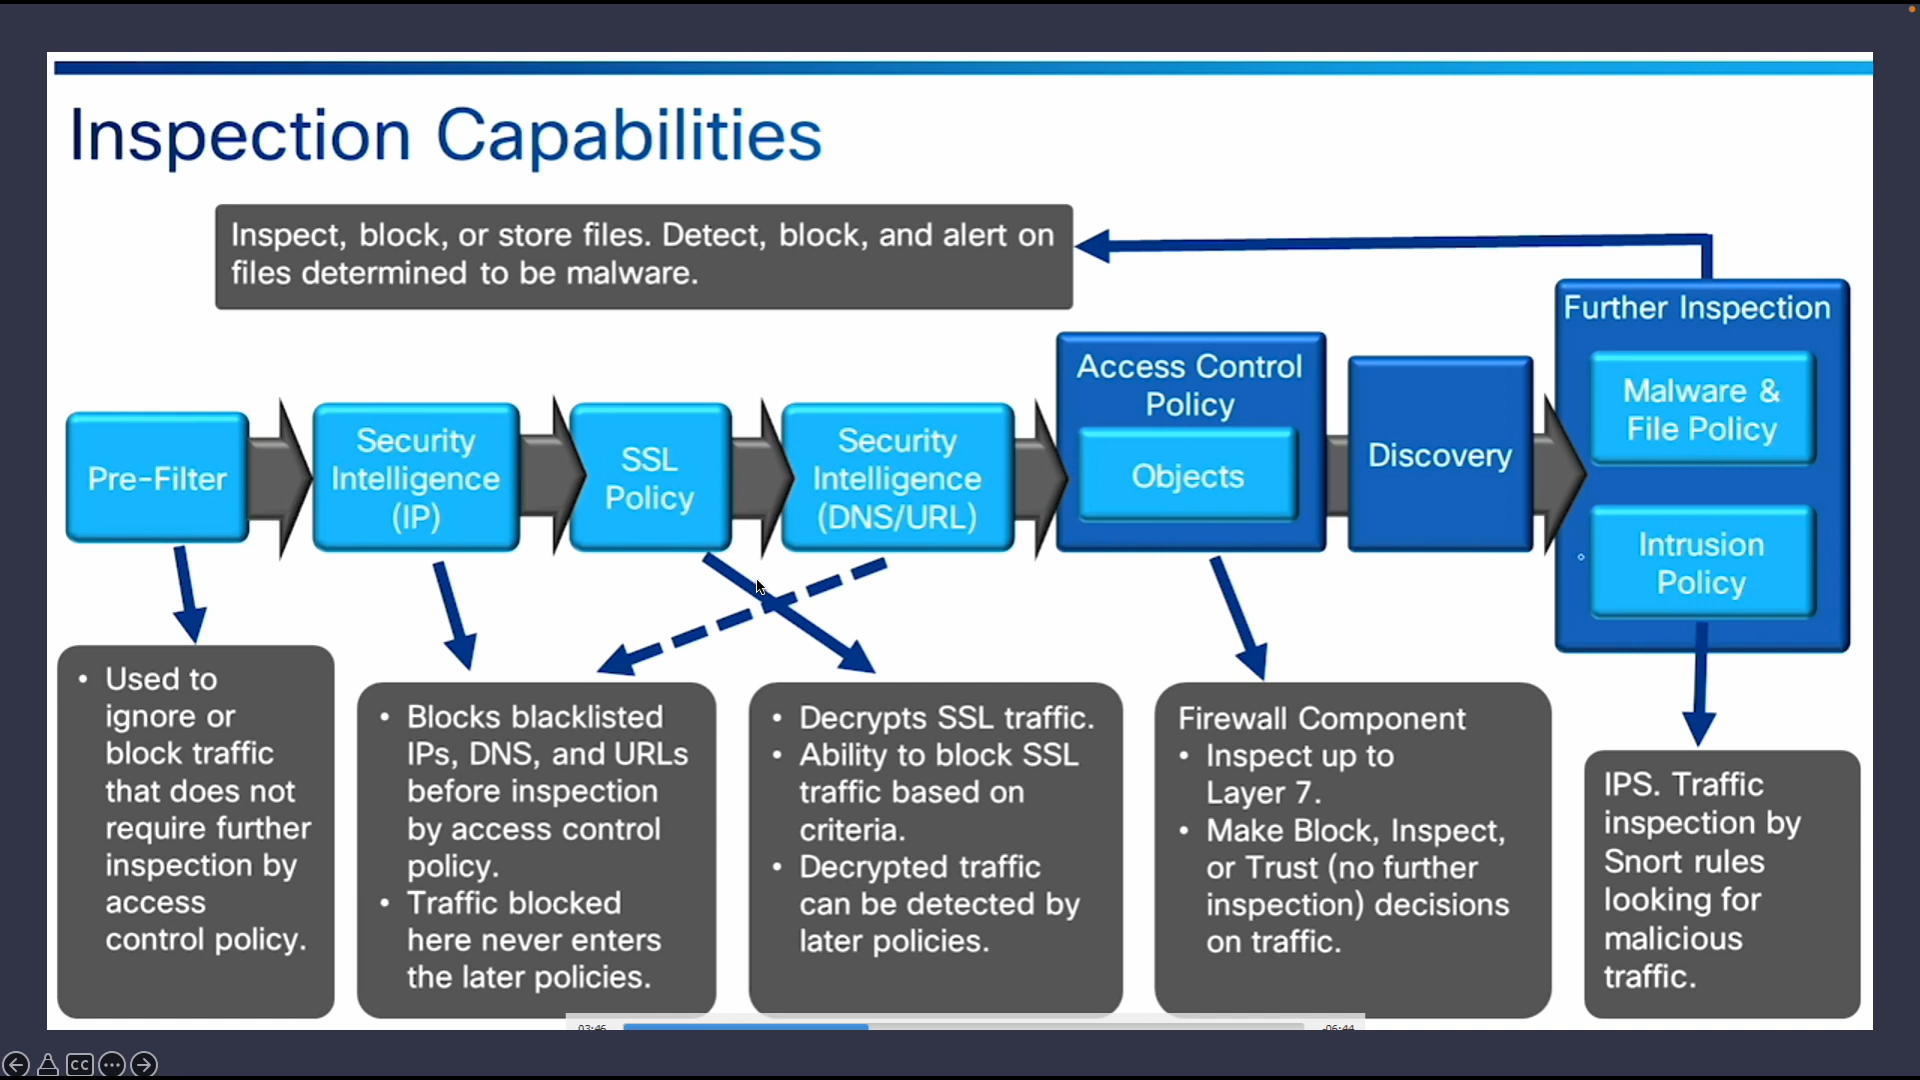 Inspection Capabilities
Inspect, block, or store files. Detect, block, and alert on
files determined to be malware.
Pre-Filter
Security
Intelligence
(IP)
SSL
Policy
Security
Intelligence
(DNS/URL)
Access Control
Policy
Objects
Discovery
Further Inspection
Malware &
File Policy
Intrusion
Policy
• Used to
ignore or
block traffic
that does not
require further
inspection by
access
control policy.
• Blocks blacklisted
IPs, DNS, and URLs
before inspection
by access control
policy.
• Traffic blocked
here never enters
the later policies.
• Decrypts SSL traffic.
• Ability to block SSL
traffic based on
criteria.
• Decrypted traffic
can be detected by
later policies.
Firewall Component
• Inspect up to
Layer 7.
• Make Block, Inspect,
or Trust (no further
inspection) decisions
on traffic.
IPS. Traffic
inspection by
Snort rules
looking for
malicious
traffic.
03:46
-06:44
CC